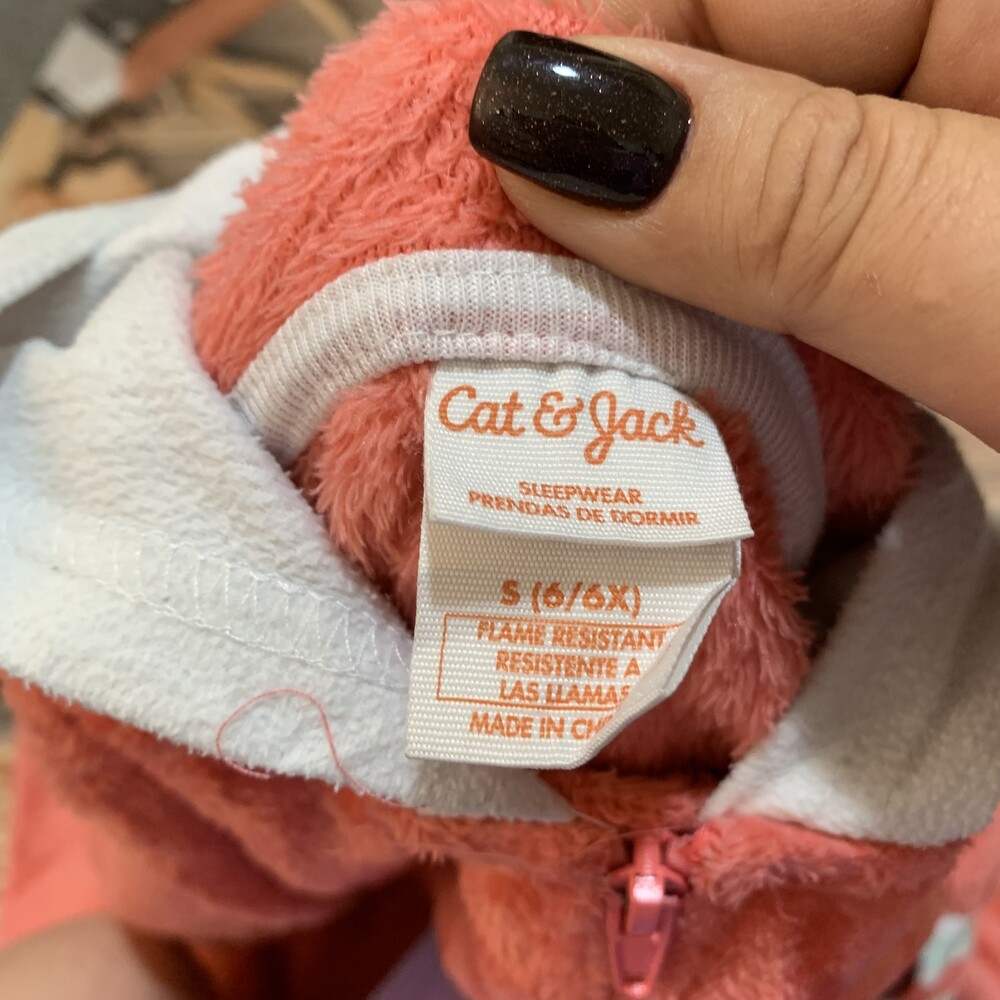 Cat & Jack
SLEEPWEAR
PRENDAS DE DORMIR
S (6/6X)
FLAME RESISTANT
RESISTENTE A
LAS LLAMAS
MADE IN